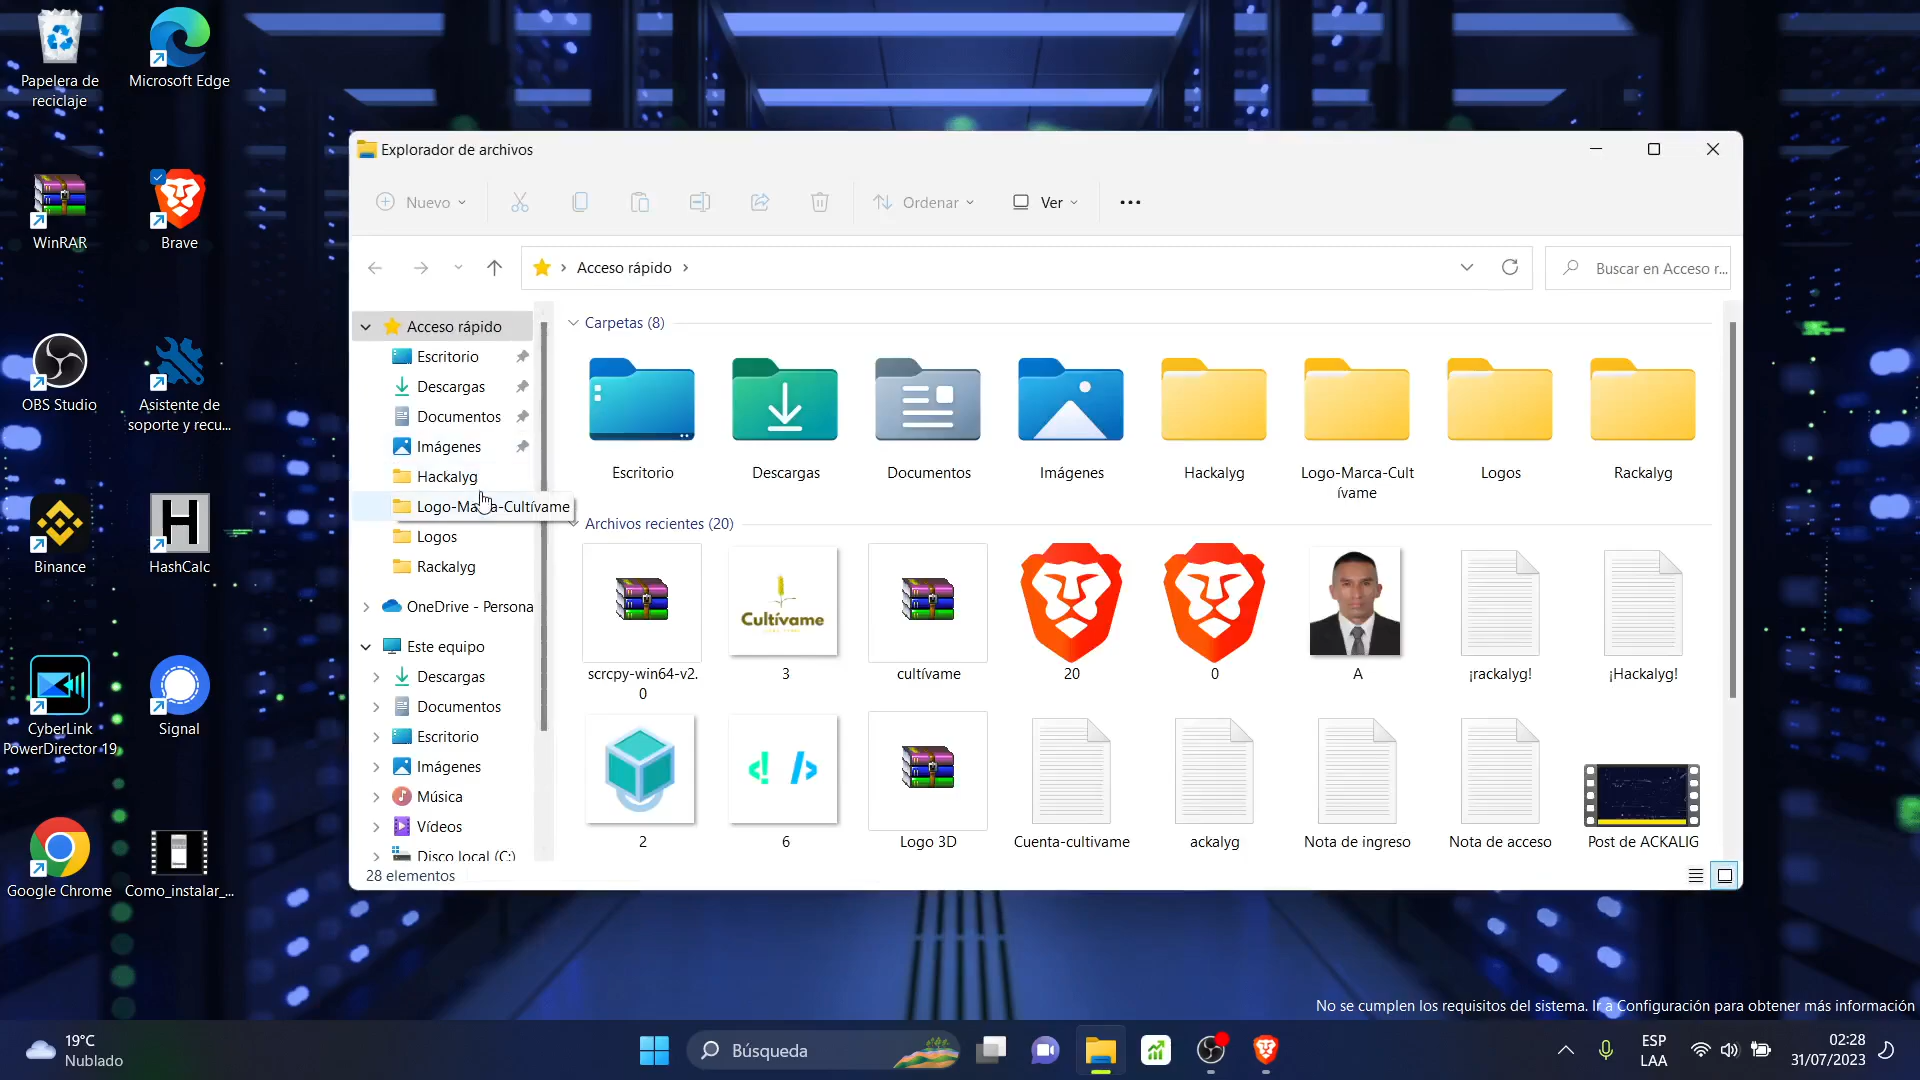 Papelera de
reciclaje
Microsoft Edge
WinRAR
Brave
OBS Studio
Asistente de
soporte y recu...
Binance
HashCalc
CyberLink
PowerDirector 19
Signal
Google Chrome
Como_instalar_...
Explorador de archivos
Nuevo
Ordenar
Ver
Acceso rápido
Buscar en Acceso r...
Acceso rápido
Escritorio
Descargas
Documentos
Imágenes
Hackalyg
Logo-Marca-Cultívame
Logos
Rackalyg
OneDrive - Persona
Este equipo
Descargas
Documentos
Escritorio
Imágenes
Música
Vídeos
Disco local (C:)
28 elementos
Carpetas (8)
Escritorio
Descargas
Documentos
Imágenes
Hackalyg
Logo-Marca-Cult
ívame
Logos
Rackalyg
Archivos recientes (20)
Cultívame
scrcpy-win64-v2.
0
3
cultívame
20
0
A
¡rackalyg!
¡Hackalyg!
2
6
Logo 3D
Cuenta-cultivame
ackalyg
Nota de ingreso
Nota de acceso
Post de ACKALIG
No se cumplen los requisitos del sistema. Ir a Configuración para obtener más información
19°C
Nublado
Búsqueda
ESP
LAA
02:28
31/07/2023